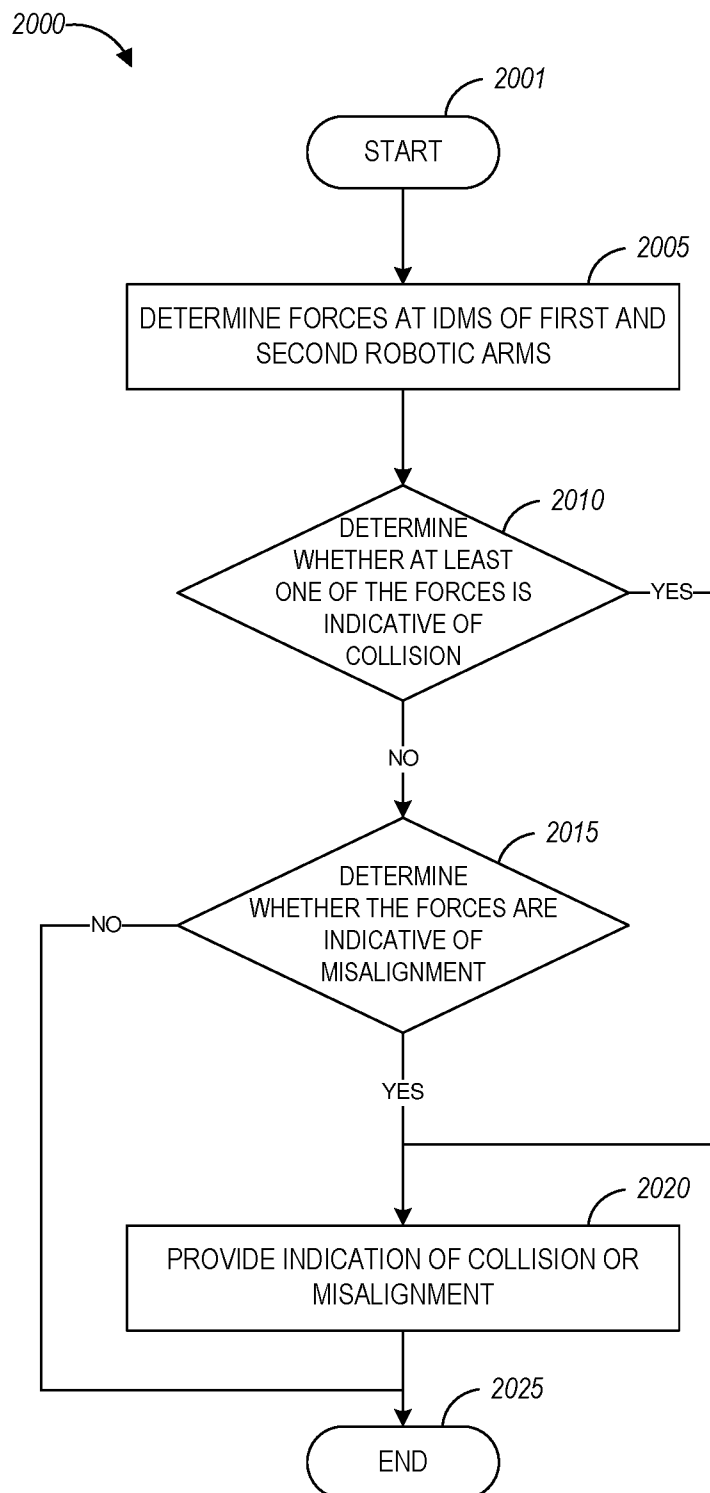 2000
2001
START
2005
DETERMINE FORCES AT IDMS OF FIRST AND
SECOND ROBOTIC ARMS
2010
DETERMINE
WHETHER AT LEAST
ONE OF THE FORCES IS
INDICATIVE OF
COLLISION
YES
NO
2015
DETERMINE
WHETHER THE FORCES ARE
INDICATIVE OF
MISALIGNMENT
NO
YES
2020
PROVIDE INDICATION OF COLLISION OR
MISALIGNMENT
2025
END